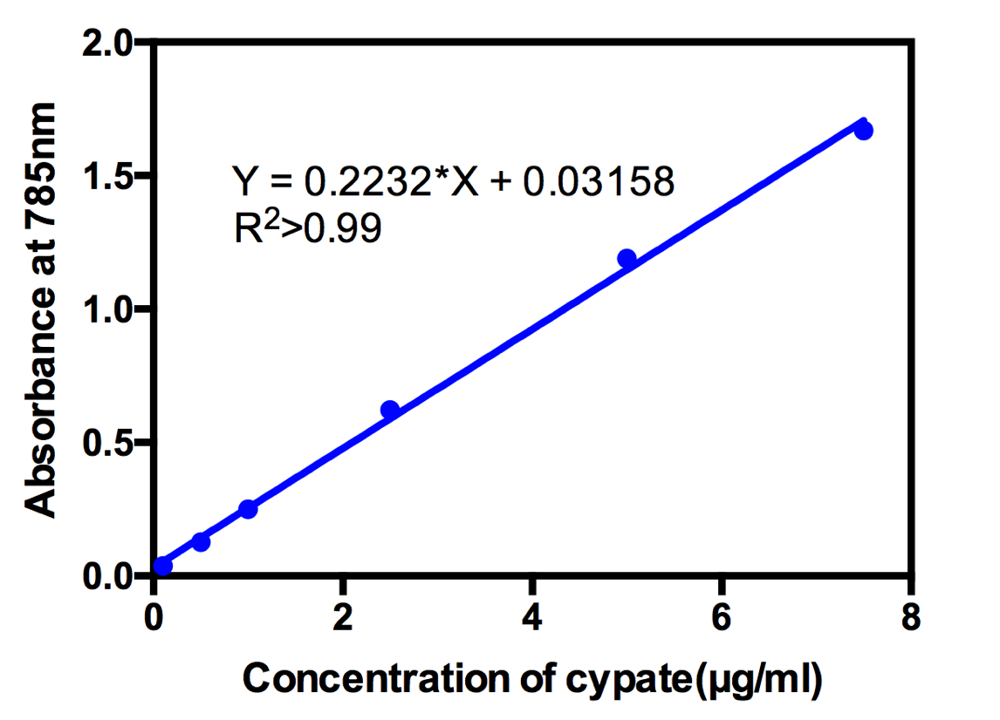 2.0
1.5
1.0
0.5
0.0
Absorbance at 785nm
Y = 0.2232*X + 0.03158
R²>0.99
0 2 4 6 8
Concentration of cypate(µg/ml)